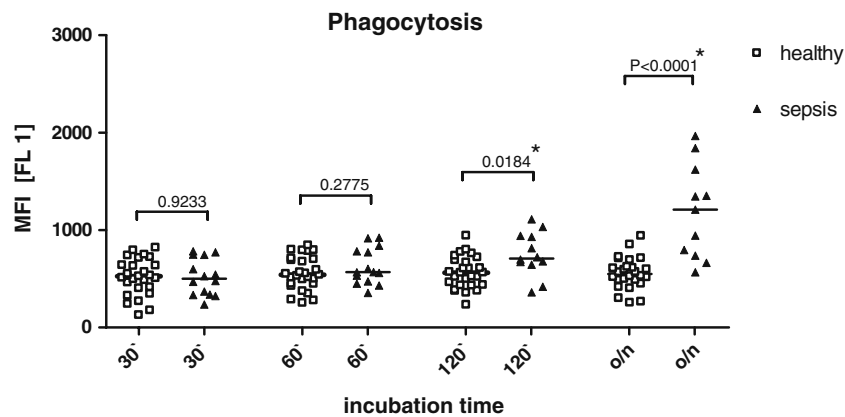 Phagocytosis
3000
2000
1000
0
MFI [FL 1]
0.9233
0.2775
0.0184
*
P<0.0001
*
healthy
sepsis
30`
30`
60`
60`
120`
120`
o/n
o/n
incubation time